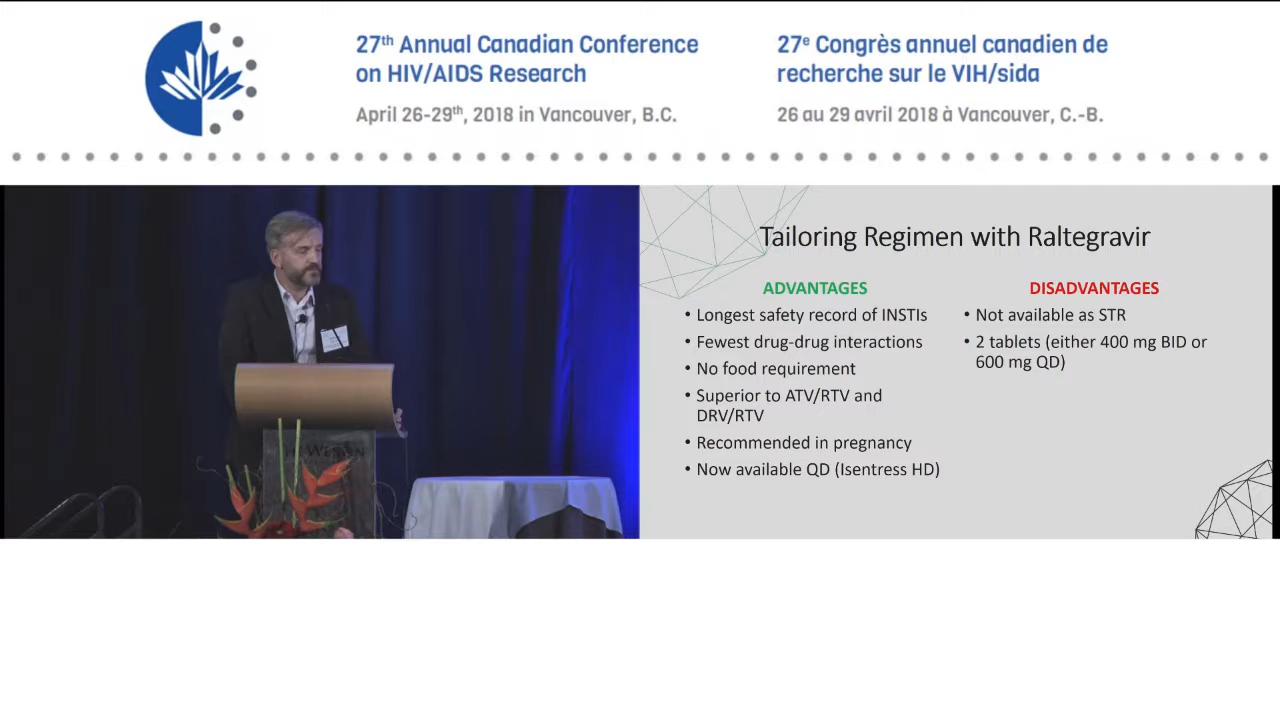 27th Annual Canadian Conference
on HIV/AIDS Research
April 26-29th, 2018 in Vancouver, B.C.
27e Congrès annuel canadien de
recherche sur le VIH/sida
26 au 29 avril 2018 à Vancouver, C.-B.
WESTIN
Tailoring Regimen with Raltegravir
ADVANTAGES
• Longest safety record of INSTIs
• Fewest drug-drug interactions
• No food requirement
• Superior to ATV/RTV and
DRV/RTV
• Recommended in pregnancy
• Now available QD (Isentress HD)
DISADVANTAGES
• Not available as STR
• 2 tablets (either 400 mg BID or
600 mg QD)